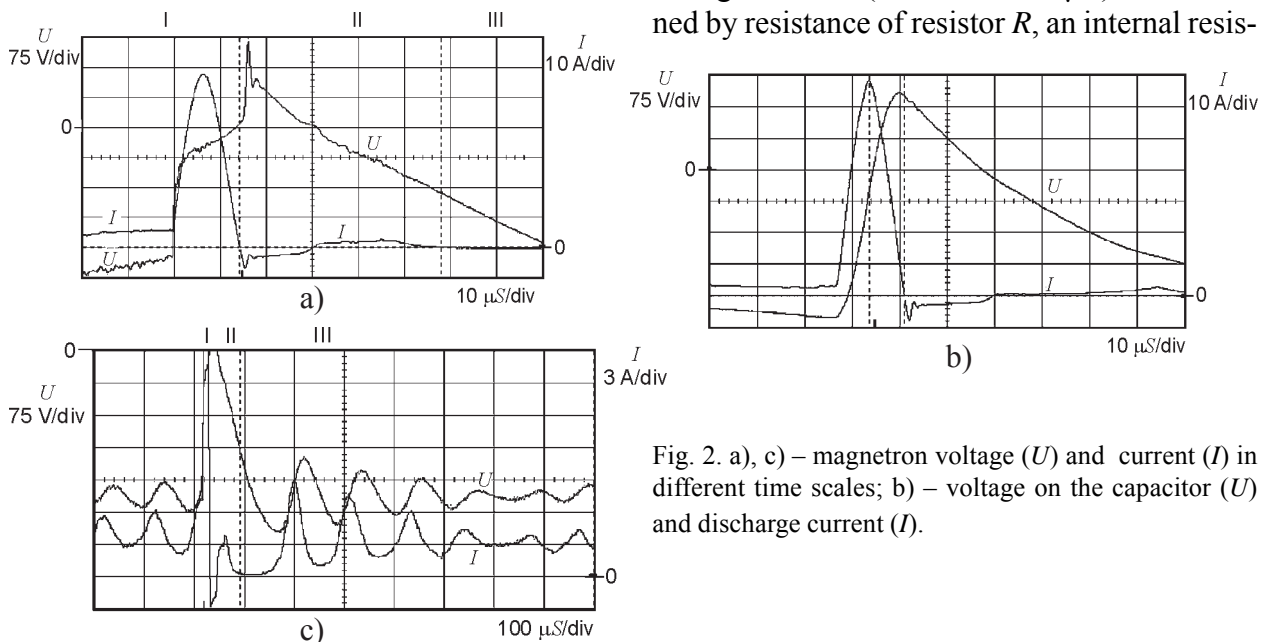 ned by resistance of resistor R, an internal resis-
I II III
U
75 V/div
I
10 A/div
0
U
I
I
U
0
10 μS/div
a)
U
75 V/div
I
10 A/div
0
U
I
0
10 μS/div
b)
I II III
0
U
75 V/div
I
3 A/div
U
I
0
100 μS/div
c)
Fig. 2. a), c) – magnetron voltage (U) and current (I) in
different time scales; b) – voltage on the capacitor (U)
and discharge current (I).